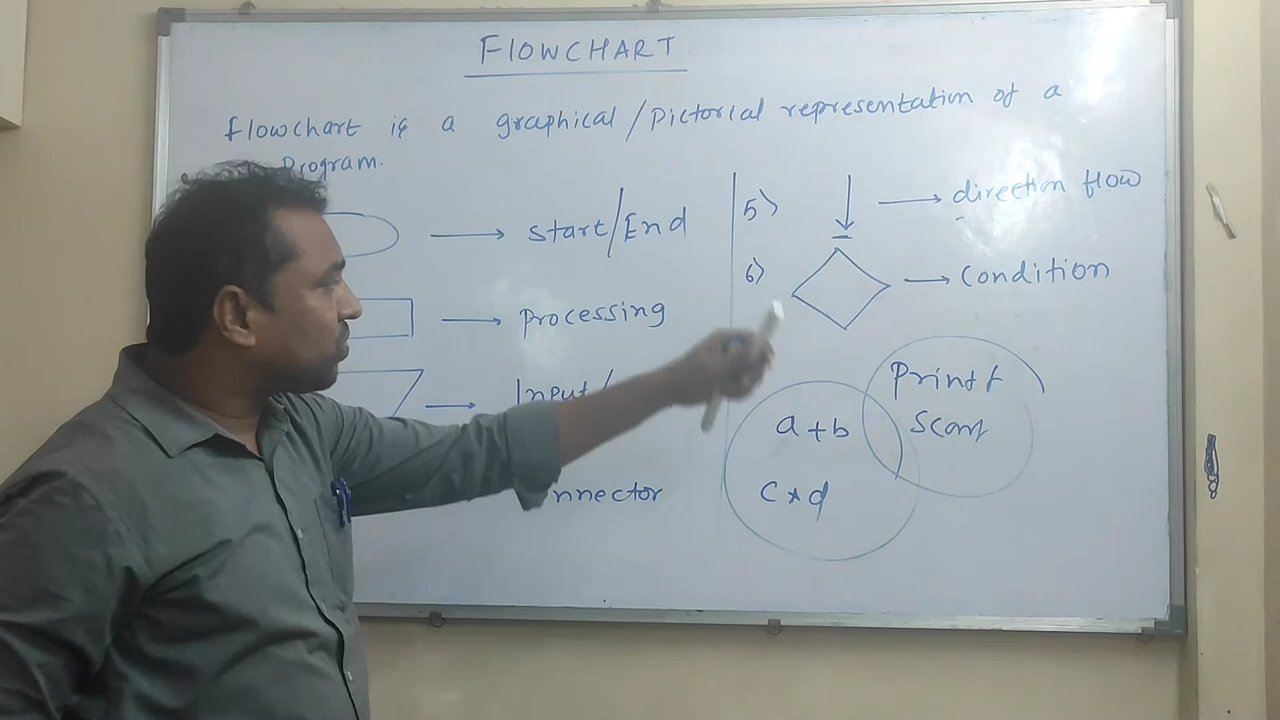 FLOWCHART
flowchart is a graphical/pictorial representation of a
Program.
start/End
Processing
Input/
nnector
5> direction flow
6> Condition
a+b
c*d
Printf
Scanf